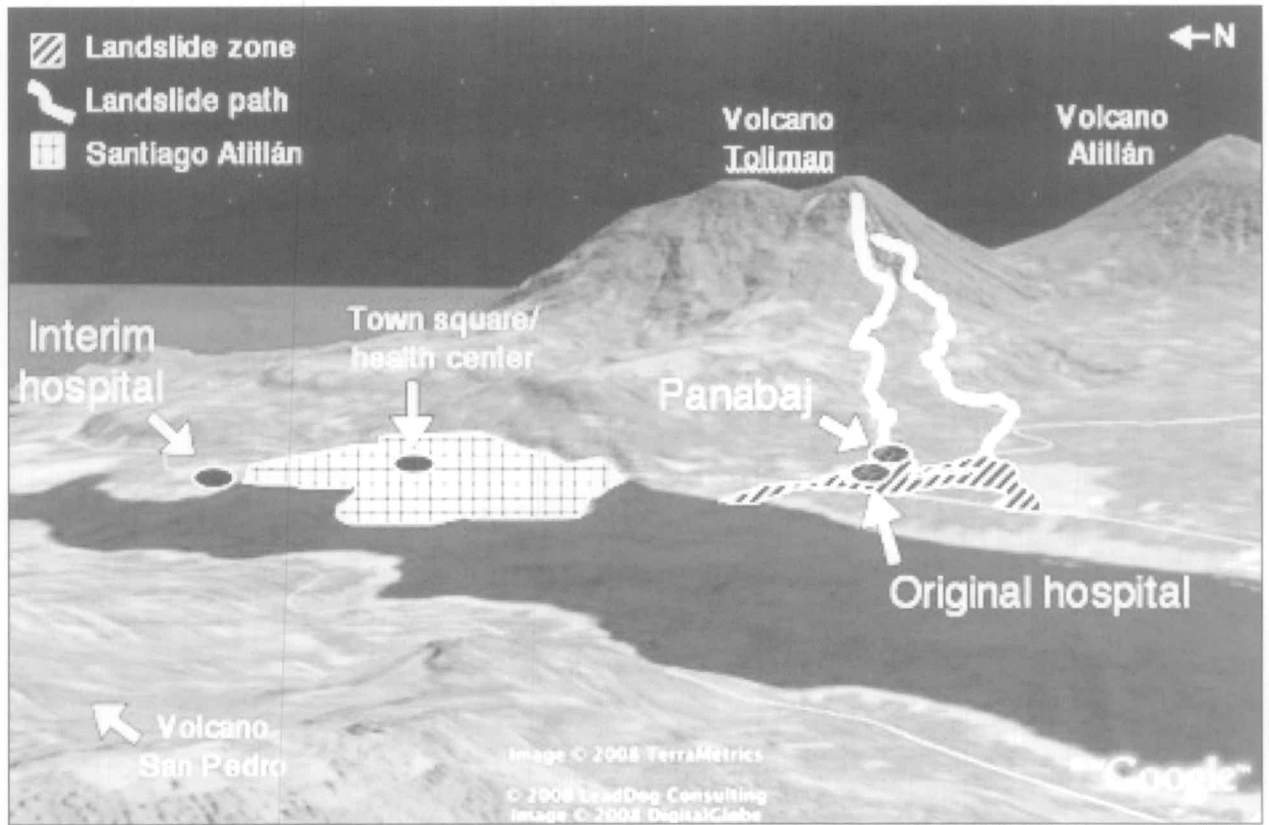 Landslide zone
Landslide path
Santiago Atitlán
N
Volcano
Toliman
Volcano
Atitlán
Interim
hospital
Town square/
health center
Panabaj
Original hospital
Volcano
San Pedro
Image © 2008 TerraMetrics
© 2008 LeadDog Consulting
Image © 2008 DigitalGlobe
Google™